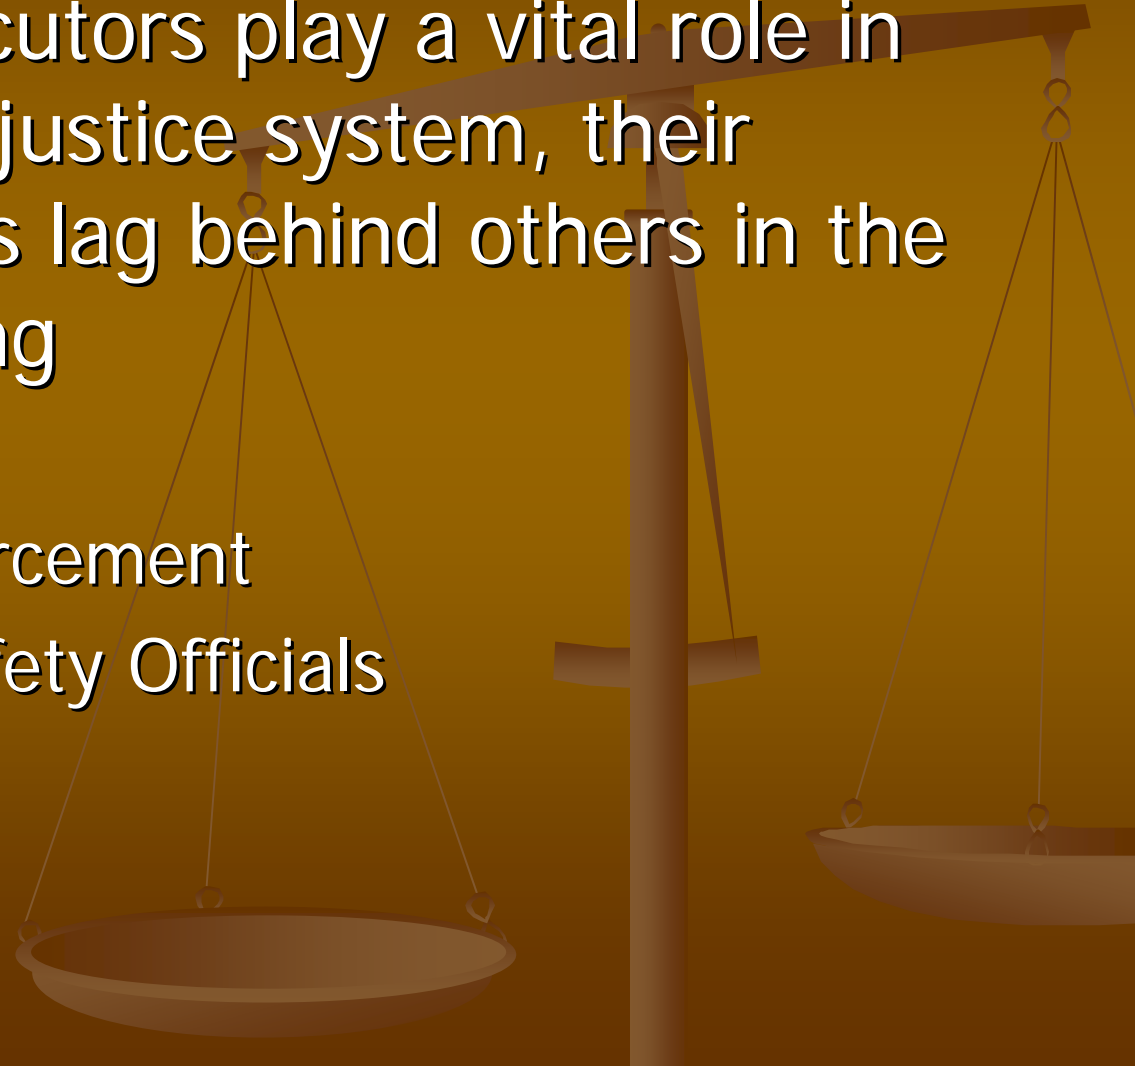 cutors play a vital role in
justice system, their
s lag behind others in the
ng
rcement
fety Officials